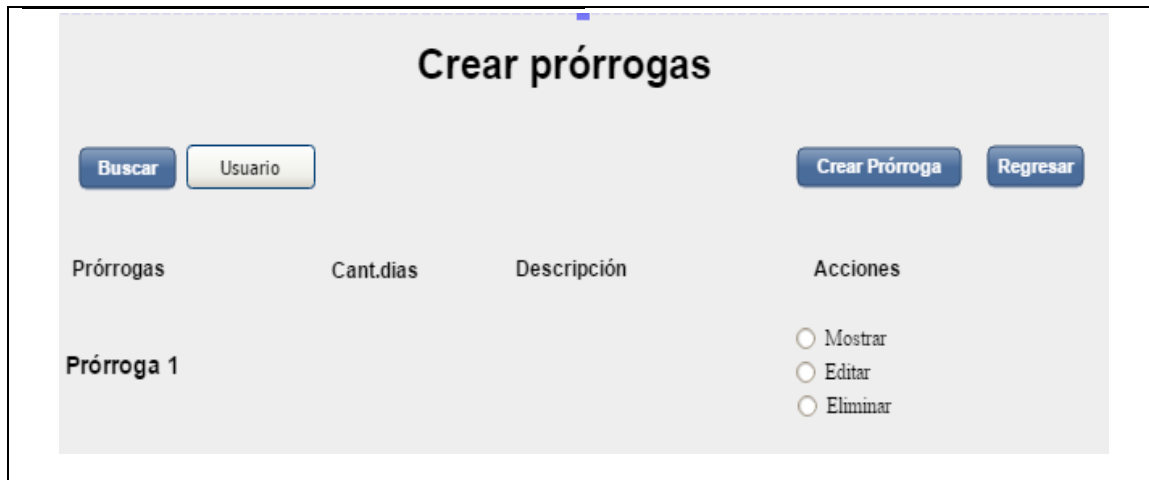 Crear prórrogas
Buscar Usuario Crear Prórroga Regresar
Prórrogas Cant.dias Descripción Acciones
Mostrar
Prórroga 1 Editar
Eliminar